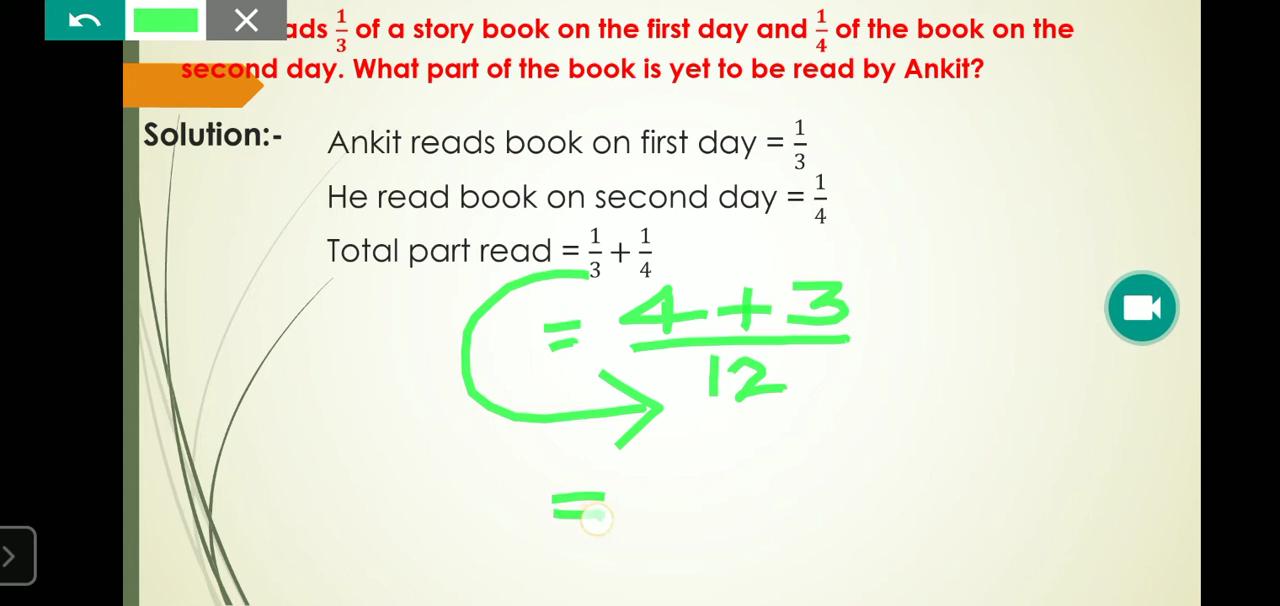 ads 1/3 of a story book on the first day and 1/4 of the book on the
second day. What part of the book is yet to be read by Ankit?
Solution:-
Ankit reads book on first day = 1/3
He read book on second day = 1/4
Total part read = 1/3 + 1/4
= 4+3/12
=